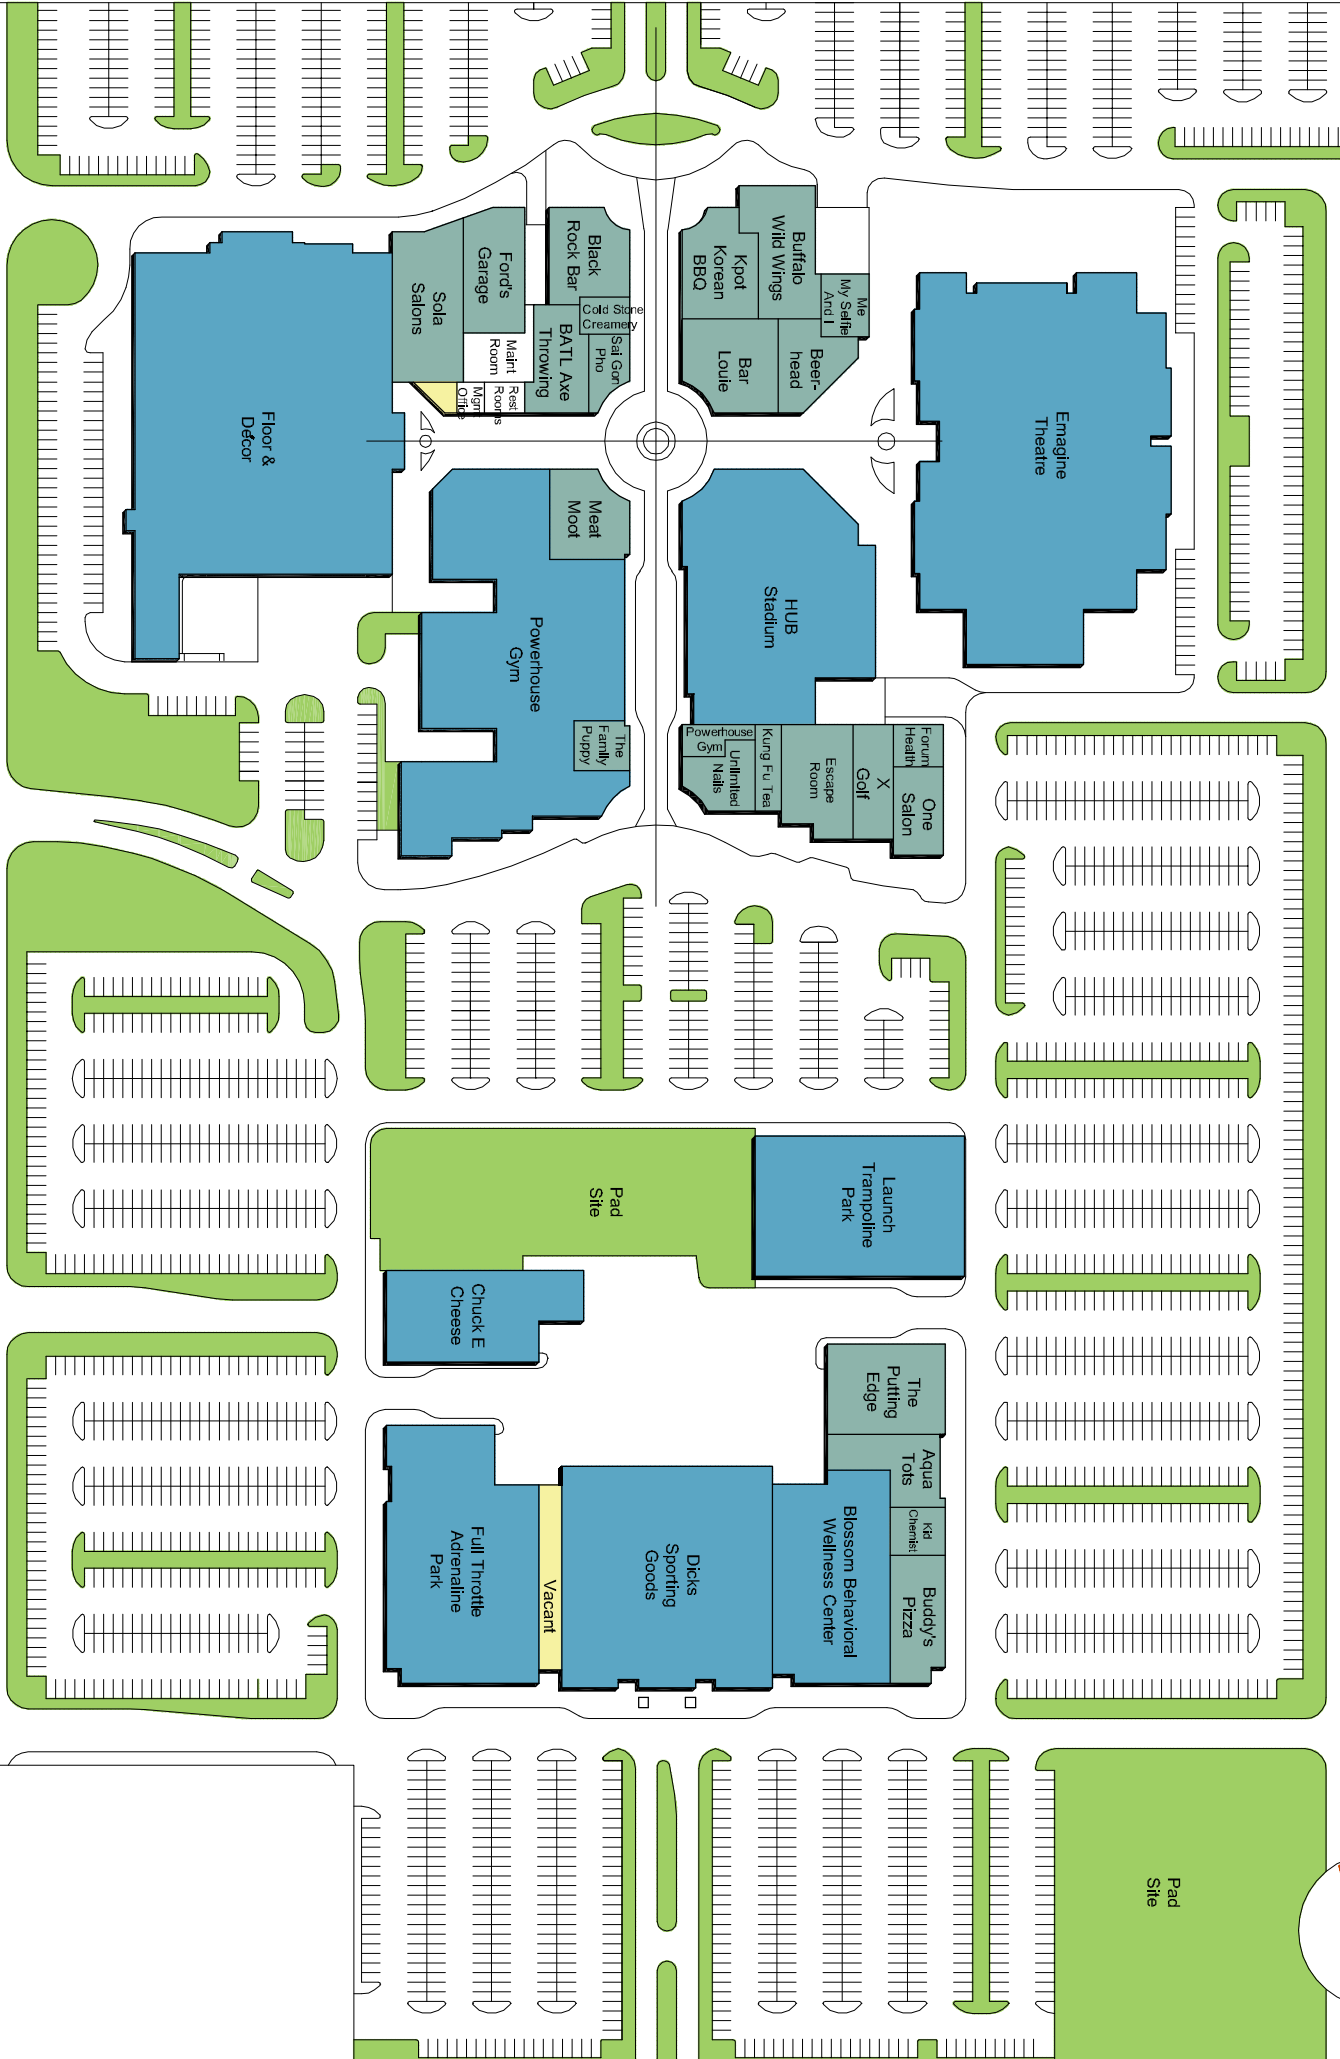 Black
Rock Bar
Ford's
Garage
Sola
Salons
Cold Stone
Creamery
Sai Gon
Pho
BATL Axe
Throwing
Maint
Room
Rest
Rooms
Mgmt
Office
Buffalo
Wild Wings
Kpot
Korean
BBQ
Me
My Selfie
And I
Beer-
head
Bar
Louie
Emagine
Theatre
Floor &
Décor
Meat
Moot
Powerhouse
Gym
The
Family
Puppy
HUB
Stadium
Powerhouse
Gym
Unlimited
Nails
Kung Fu Tea
Escape
Room
X
Golf
Forum
Health
One
Salon
Pad
Site
Launch
Trampoline
Park
Chuck E
Cheese
The
Putting
Edge
Aqua
Tots
Kid
Chemist
Buddy's
Pizza
Blossom Behavioral
Wellness Center
Dicks
Sporting
Goods
Vacant
Full Throttle
Adrenaline
Park
Pad
Site